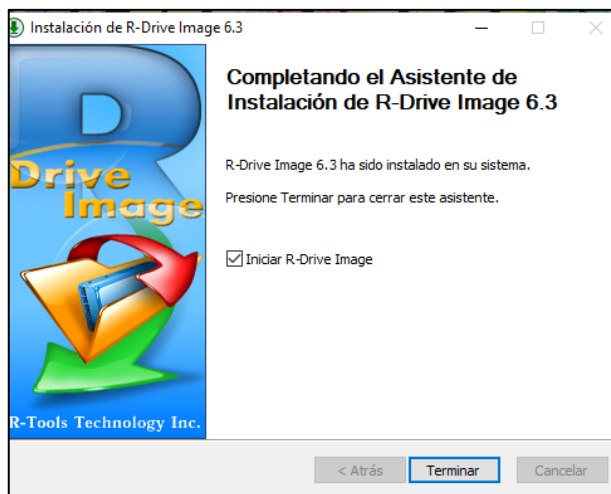 Instalación de R-Drive Image 6.3
R
Drive
Image
R-Tools Technology Inc.
Completando el Asistente de
Instalación de R-Drive Image 6.3
R-Drive Image 6.3 ha sido instalado en su sistema.
Presione Terminar para cerrar este asistente.
Iniciar R-Drive Image
< Atrás
Terminar
Cancelar